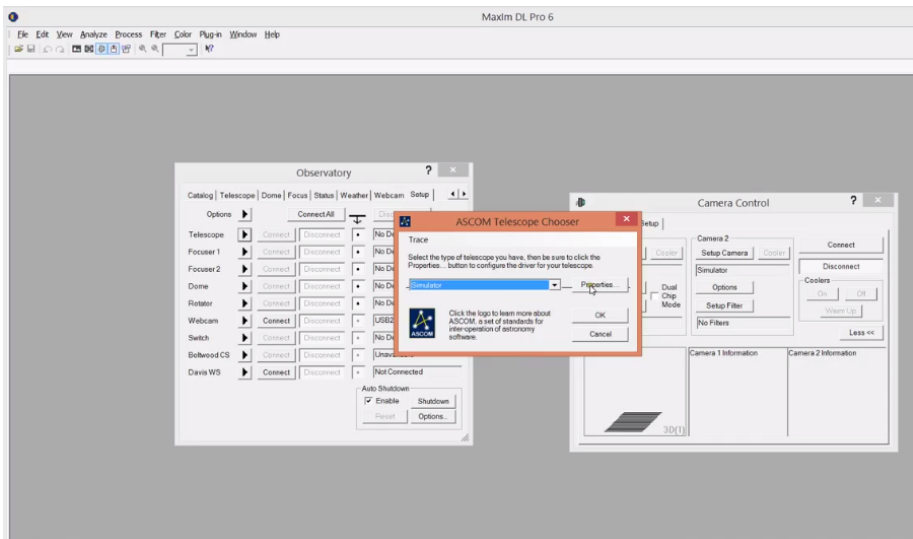 MaxIm DL Pro 6
File Edit View Analyze Process Filter Color Plug-in Window Help
Observatory ? ×
Catalog Telescope Dome Focus Status Weather Webcam Setup
Options Connect All
Telescope Connect Disconnect
Focuser 1 Connect Disconnect
Focuser 2 Connect Disconnect
Dome Connect Disconnect
Rotator Connect Disconnect
Webcam Connect Disconnect USB2
Switch Connect Disconnect
Boltwood CS Connect Disconnect
Davis WS Connect Disconnect Not Connected
Auto Shutdown
Enable Shutdown
Reset Options...
ASCOM Telescope Chooser ×
Trace
Select the type of telescope you have, then be sure to click the
Properties... button to configure the driver for your telescope.
Simulator Properties...
ASCOM
Click the logo to learn more about
ASCOM, a set of standards for
inter-operation of astronomy
software.
OK
Cancel
Camera Control ? ×
Setup
Cooler
Dual
Chip
Mode
Camera 2
Setup Camera Cooler
Simulator
Options
Setup Filter
No Filters
Connect
Disconnect
Coolers
On Off
Warm Up
Less <<
Camera 1 Information Camera 2 Information
3D(1)